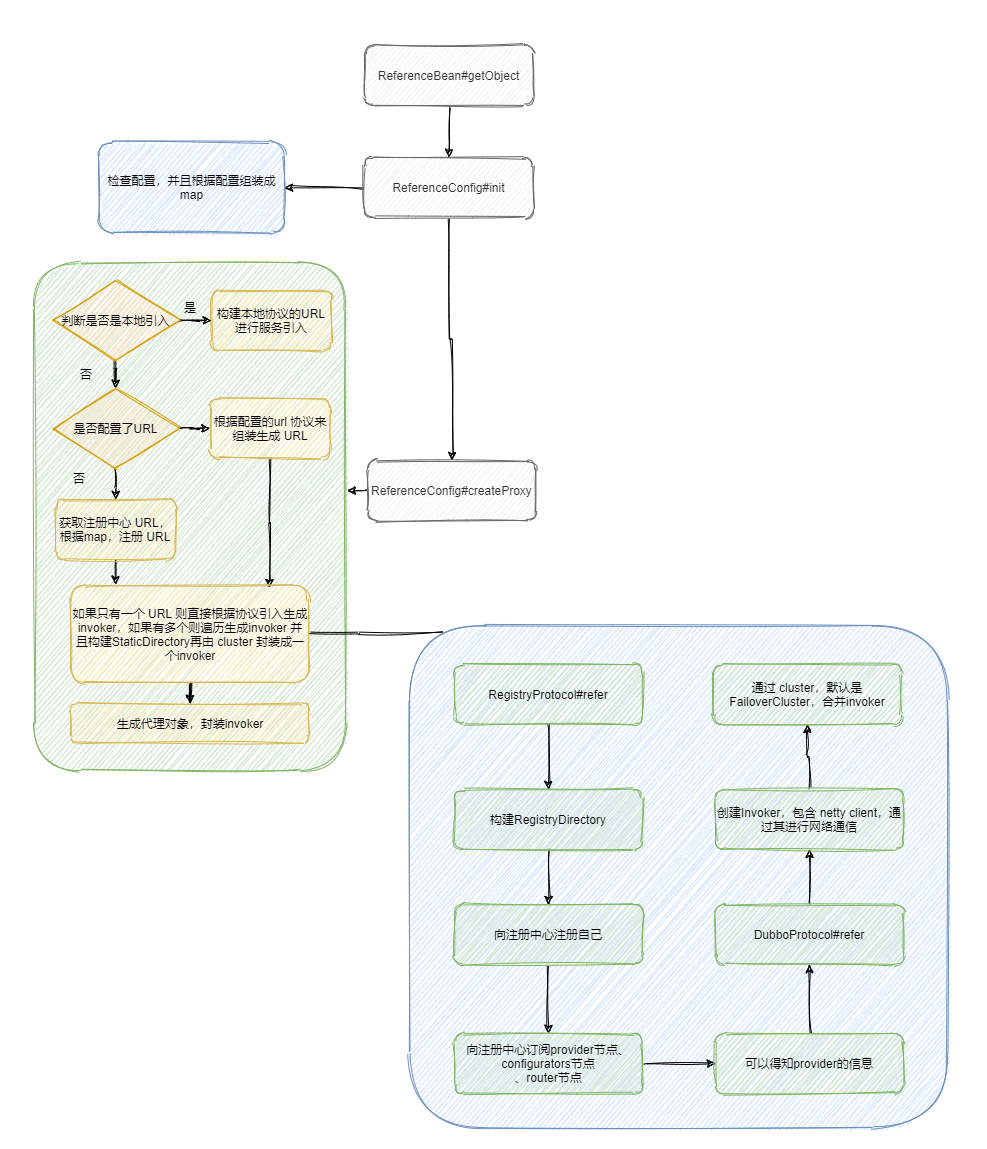 ReferenceBean#getObject
ReferenceConfig#init
检查配置，并且根据配置组装成
map
判断是否是本地引入
是
构建本地协议的URL
进行服务引入
否
是否配置了URL
根据配置的url 协议来
组装生成 URL
否
ReferenceConfig#createProxy
获取注册中心 URL，
根据map，注册 URL
如果只有一个 URL 则直接根据协议引入生成
invoker，如果有多个则遍历生成invoker 并
且构建StaticDirectory再由 cluster 封装成一
个invoker
生成代理对象，封装invoker
RegistryProtocol#refer
构建RegistryDirectory
向注册中心注册自己
向注册中心订阅provider节点、
configurators节点
、router节点
可以得知provider的信息
DubboProtocol#refer
创建Invoker，包含 netty client，通
过其进行网络通信
通过 cluster，默认是
FailoverCluster，合并invoker